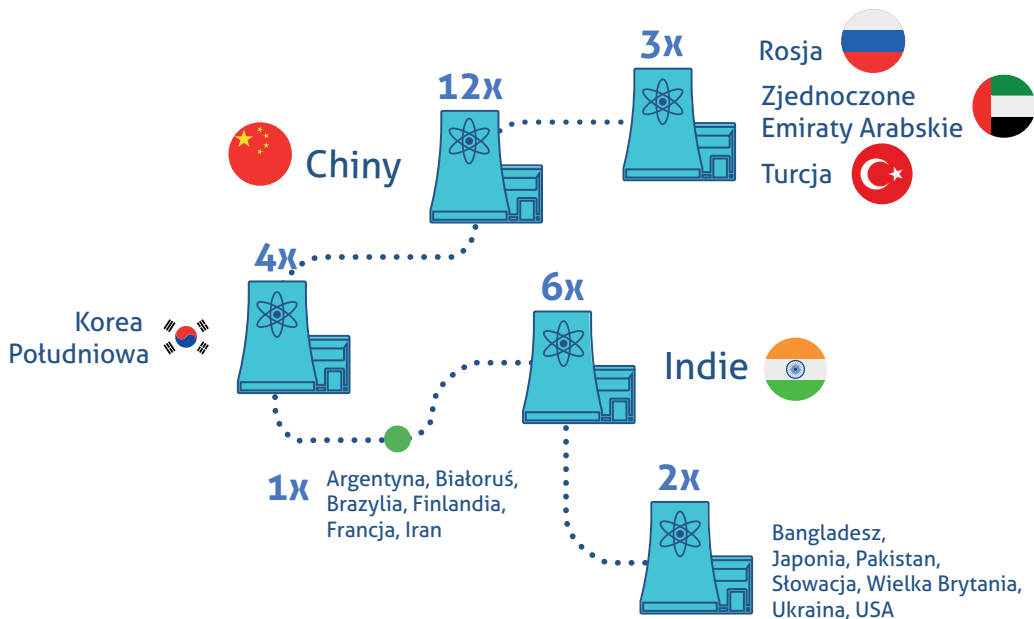 3x
Rosja
Zjednoczone
Emiraty Arabskie
Turcja
12x
Chiny
4x
Korea
Południowa
6x
Indie
1x
Argentyna, Białoruś,
Brazylia, Finlandia,
Francja, Iran
2x
Bangladesz,
Japonia, Pakistan,
Słowacja, Wielka Brytania,
Ukraina, USA